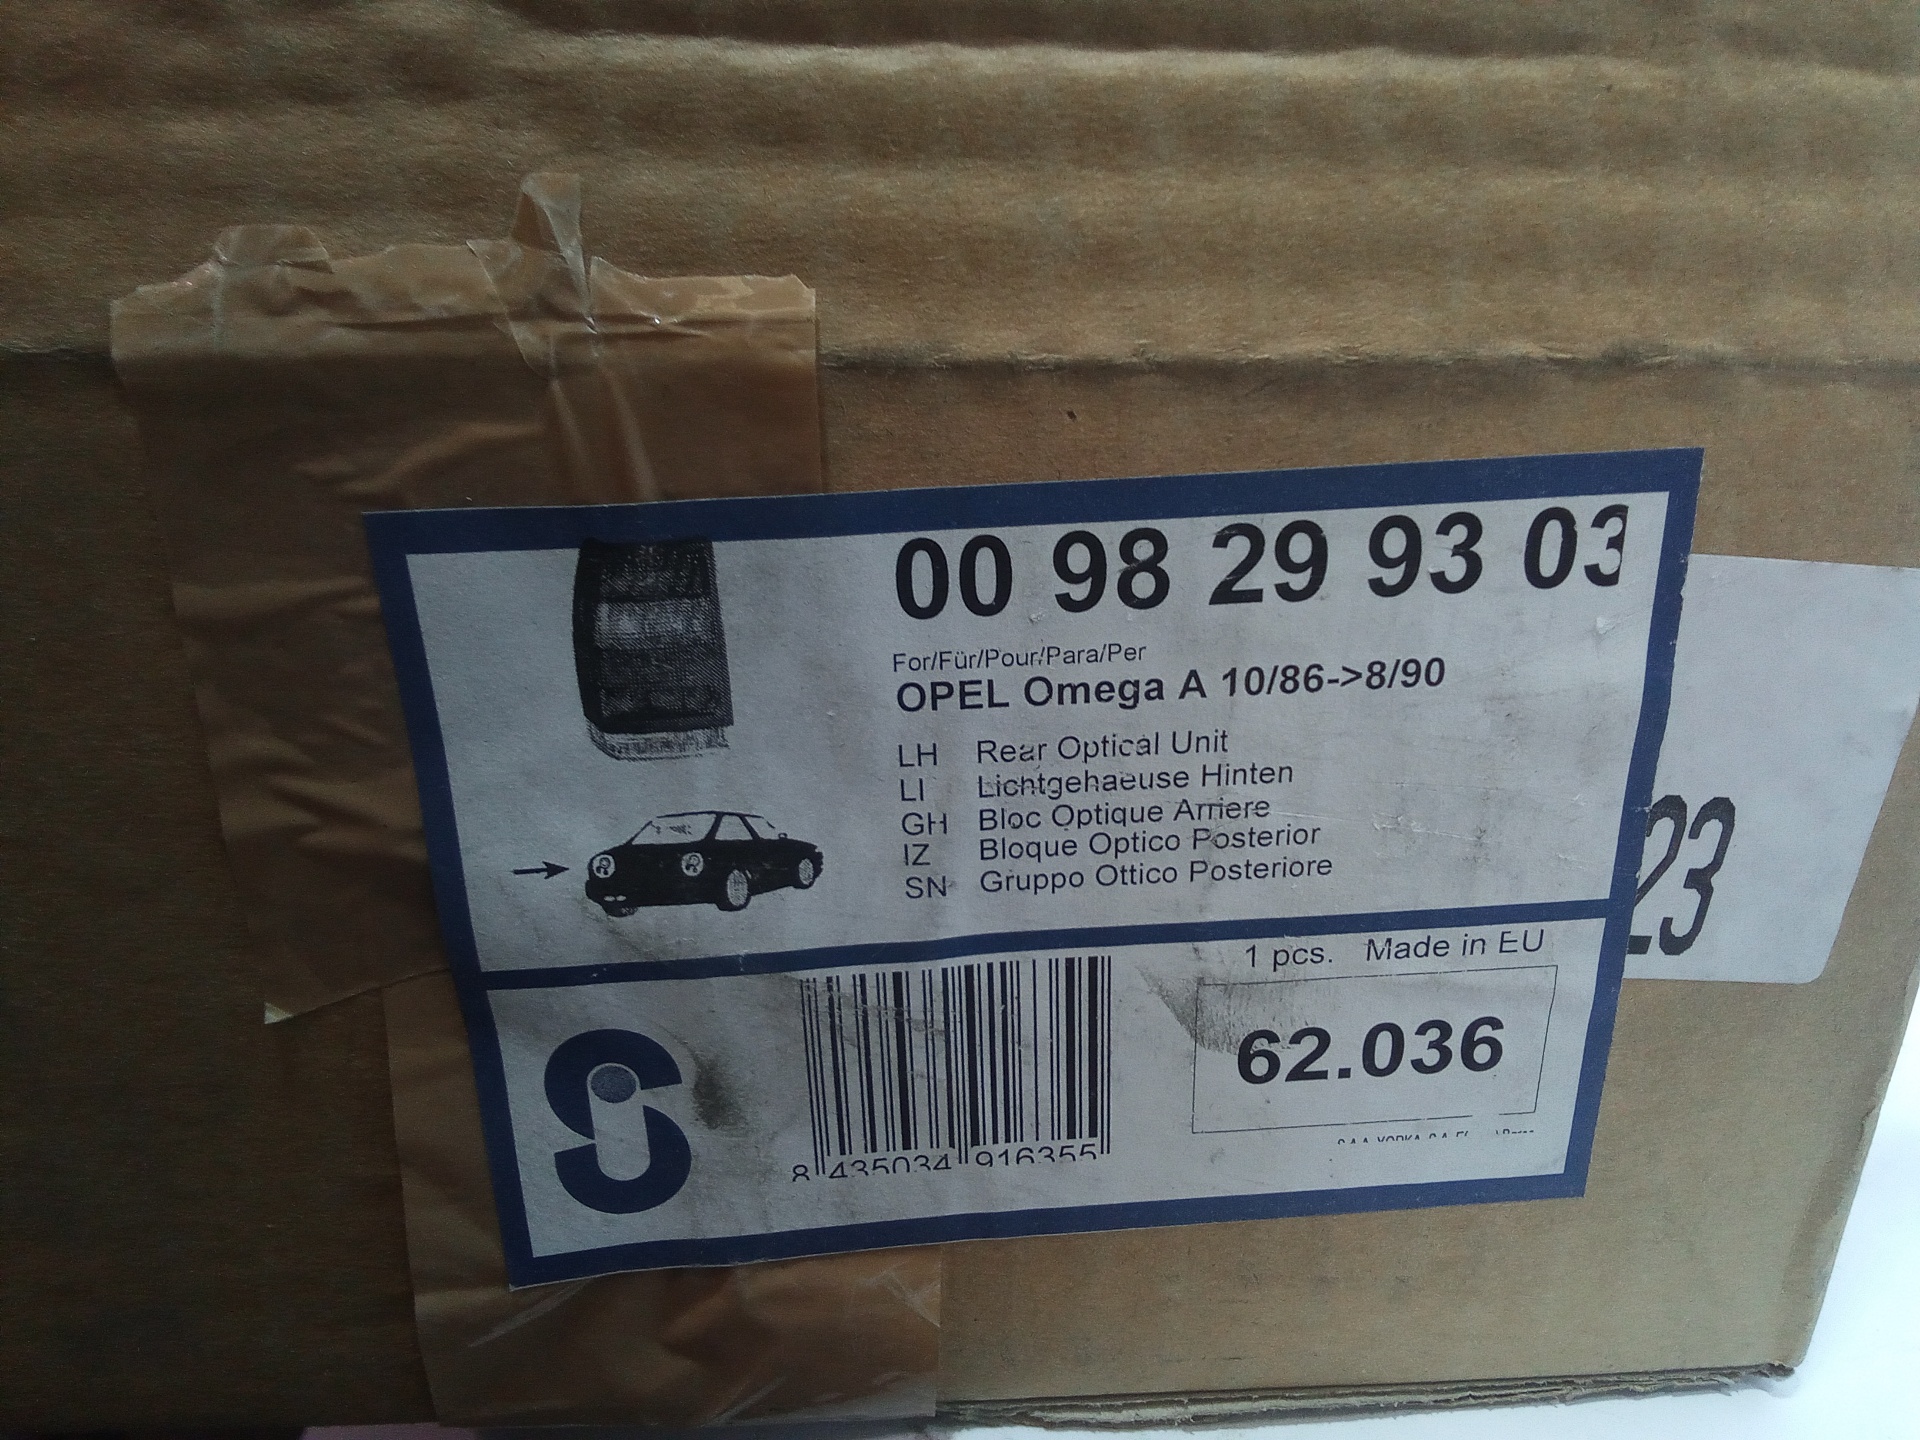 00 98 29 93 03
For/Für/Pour/Para/Per
OPEL Omega A 10/86->8/90
LH Rear Optical Unit
LI Lichtgehaeuse Hinten
GH Bloc Optique Arriere
IZ Bloque Optico Posterior
SN Gruppo Ottico Posteriore
23
1 pcs. Made in EU
62.036
8 435034 916355